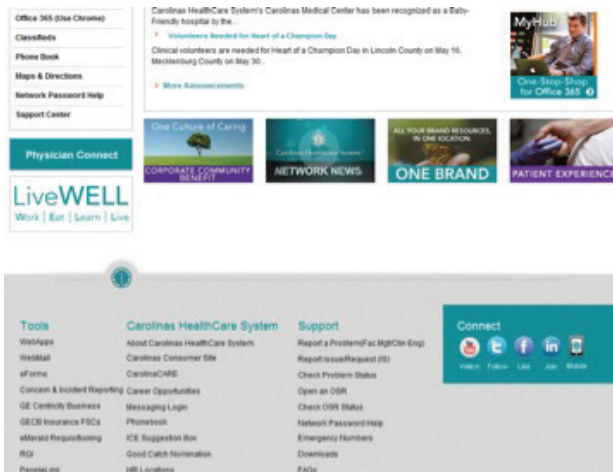 Office 365 (Use Chrome)
Classifieds
Phone Book
Maps & Directions
Network Password Help
Support Center
Physician Connect
LiveWELL
Work | Eat | Learn | Live
Carolinas HealthCare System's Carolinas Medical Center has been recognized as a Baby-
Friendly hospital by the...
Volunteers Needed for Heart of a Champion Day
Clinical volunteers are needed for Heart of a Champion Day in Lincoln County on May 16,
Mecklenburg County on May 30...
More Announcements
MyHub
One-Stop-Shop
for Office 365
One Culture of Caring
CORPORATE COMMUNITY
BENEFIT
Carolinas HealthCare System
NETWORK NEWS
ALL YOUR BRAND RESOURCES,
IN ONE LOCATION.
ONE BRAND
PATIENT EXPERIENCE
Tools
WebApps
WebMail
eForms
Concern & Incident Reporting
GE Centricity Business
GECB Insurance FSCs
eMerald Requisitioning
RQI
PeopleLink
Carolinas HealthCare System
About Carolinas HealthCare System
Carolinas Consumer Site
CarolinaCARE
Career Opportunities
Messaging Login
Phonebook
ICE Suggestion Box
Good Catch Nomination
HR Locations
Support
Report a Problem(Fac Mgt/Clin Eng)
Report Issue/Request (IS)
Check Problem Status
Open an OSR
Check OSR Status
Network Password Help
Emergency Numbers
Downloads
FAQs
Connect
Watch Follow Like Join Mobile